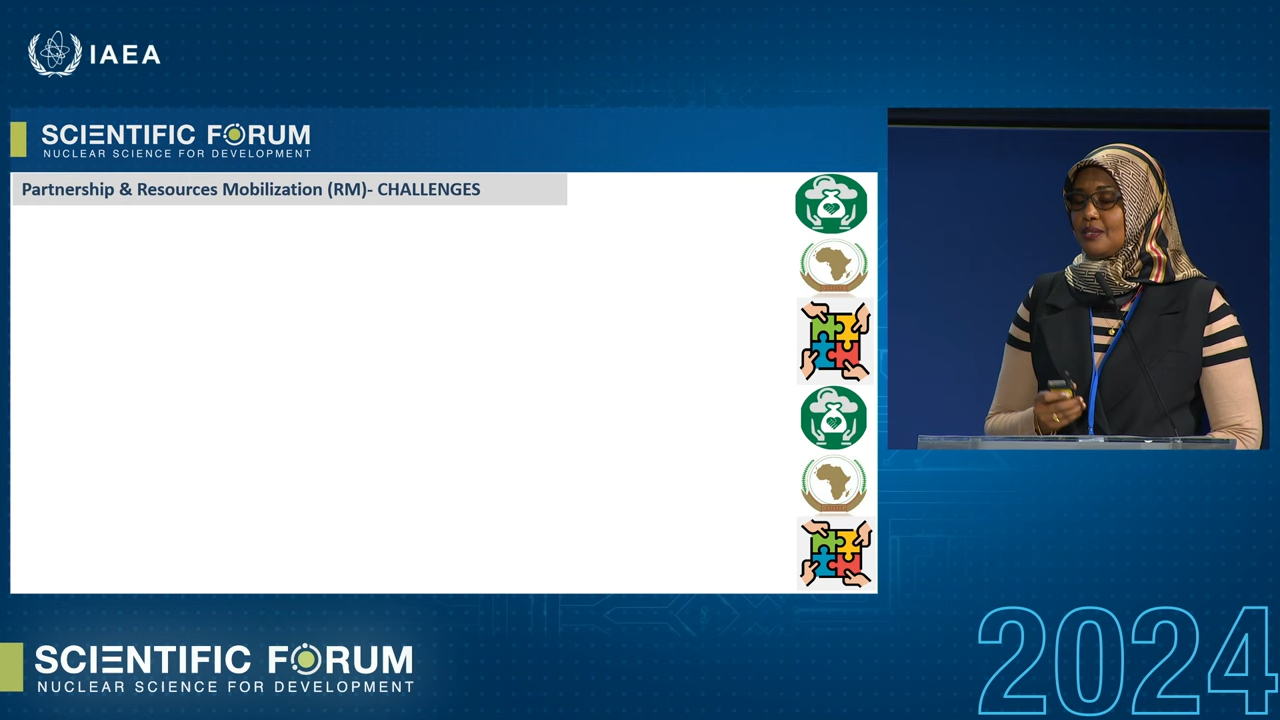 IAEA
SCIENTIFIC FORUM
NUCLEAR SCIENCE FOR DEVELOPMENT
Partnership & Resources Mobilization (RM)- CHALLENGES
SCIENTIFIC FORUM
NUCLEAR SCIENCE FOR DEVELOPMENT
2024